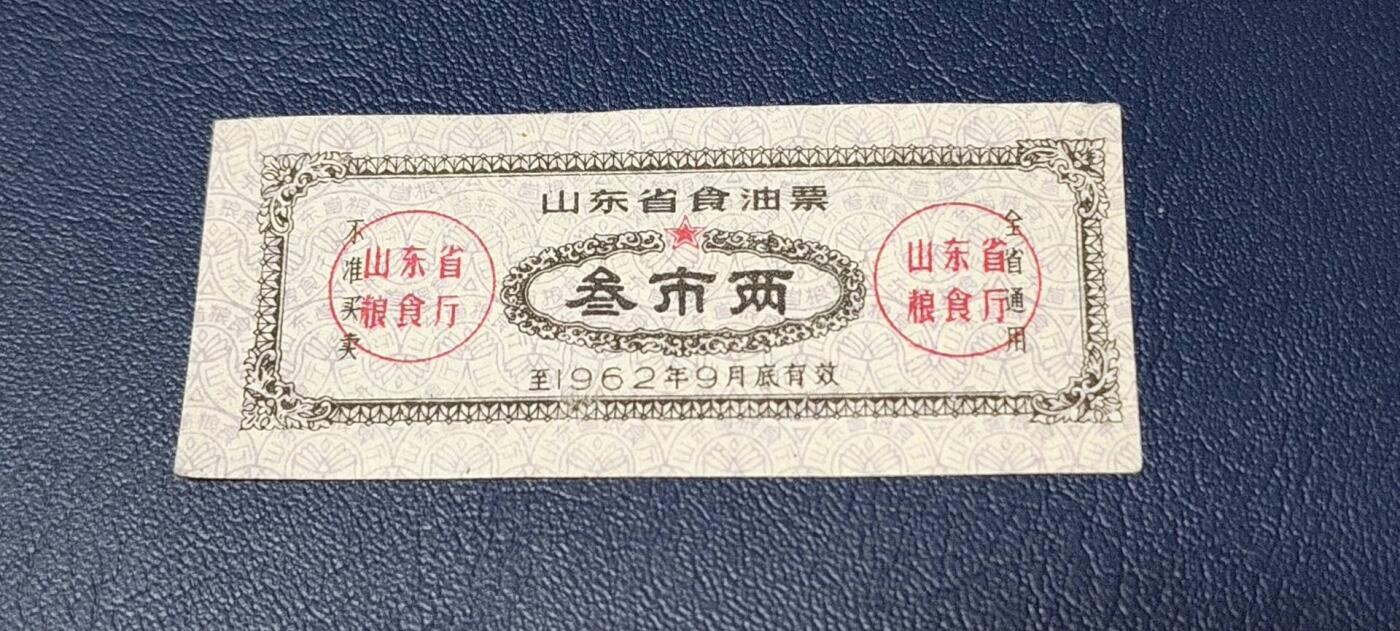 山东省食油票
叁市两
至1962年9月底有效
不准买卖
全省通用
山东省
粮食厅
山东省
粮食厅